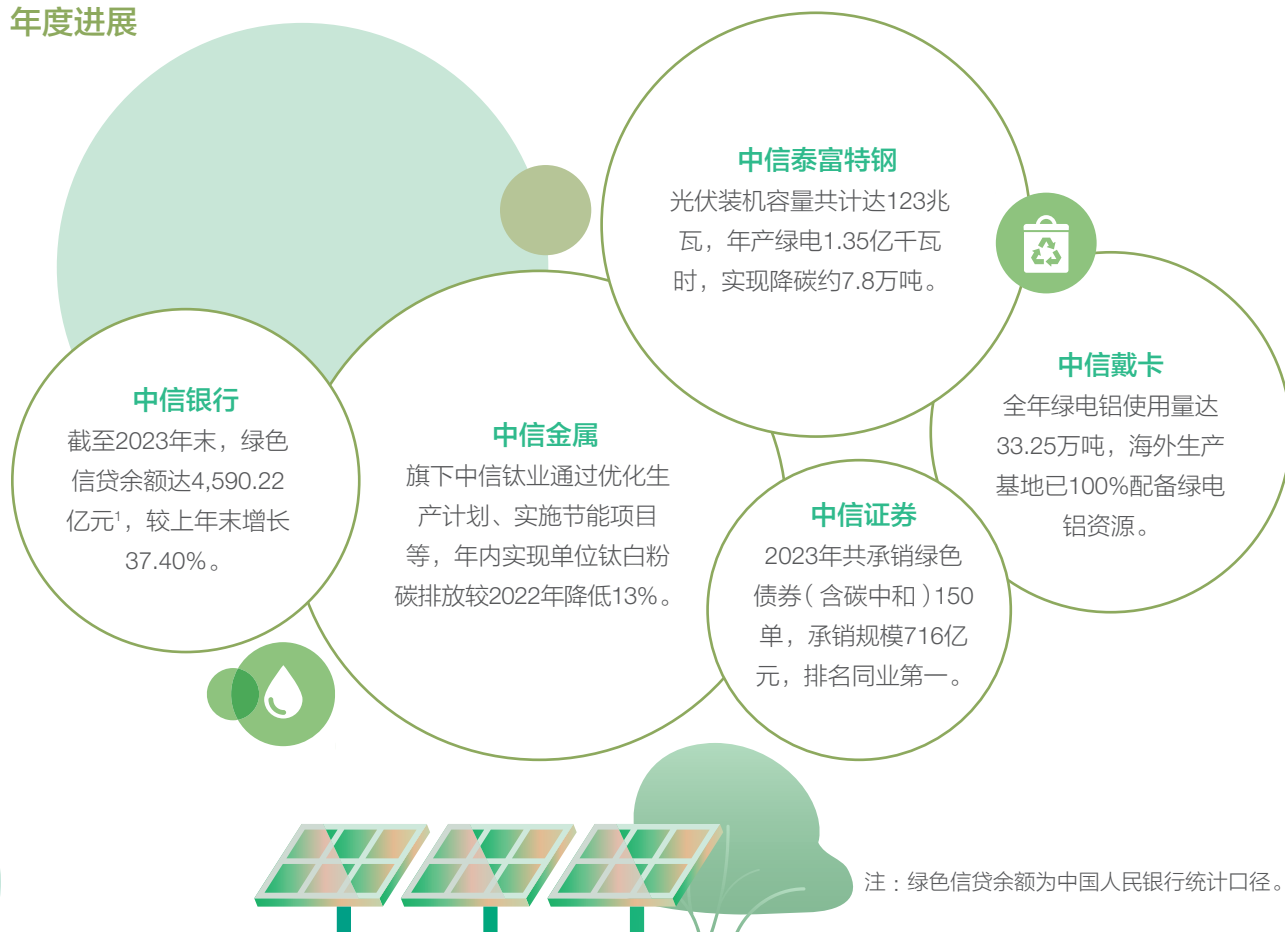 年度进展
中信泰富特钢
光伏装机容量共计达123兆
瓦，年产绿电1.35亿千瓦
时，实现降碳约7.8万吨。
中信戴卡
全年绿电铝使用量达
33.25万吨，海外生产
基地已100%配备绿电
铝资源。
中信银行
截至2023年末，绿色
信贷余额达4,590.22
亿元¹，较上年末增长
37.40%。
中信金属
旗下中信钛业通过优化生
产计划、实施节能项目
等，年内实现单位钛白粉
碳排放较2022年降低13%。
中信证券
2023年共承销绿色
债券（含碳中和）150
单，承销规模716亿
元，排名同业第一。
注：绿色信贷余额为中国人民银行统计口径。